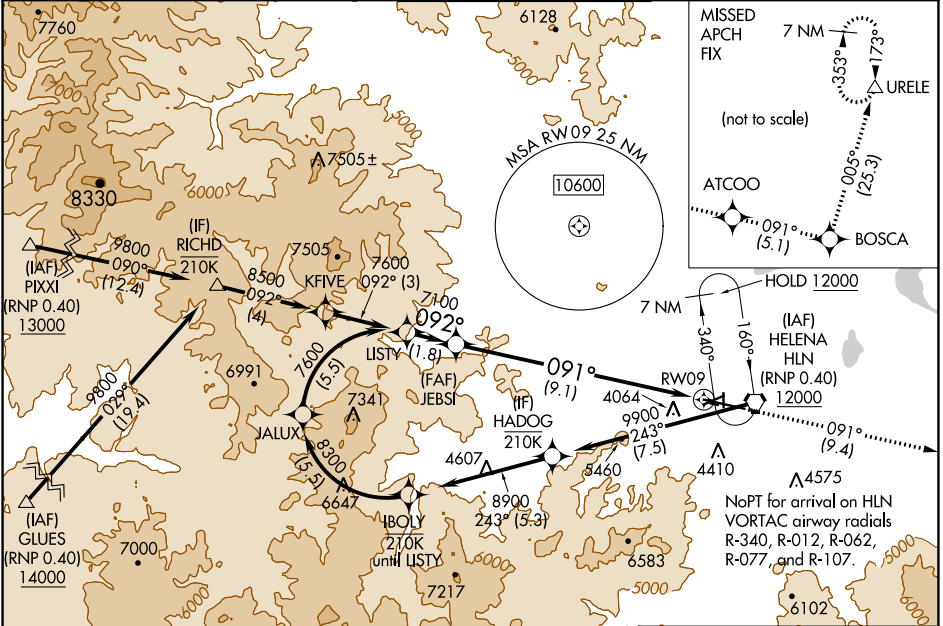 7760
6128
7000
5000
6000
8330
7505±
MSA RW09 25 NM
10600
MISSED
APCH
FIX
7 NM
353°
173°
URELE
(not to scale)
005°
(25.3)
ATCOO
091°
(5.1)
BOSCA
(IAF)
PIXXI
(RNP 0.40)
13000
9800
090°
(12.4)
(IF)
RICHD
210K
8500
092°
(4)
7505
KFIVE
7600
092° (3)
7100
092°
LISTY
(1.8)
(FAF)
JEBSI
091°
(9.1)
HOLD 12000
7 NM
340°
160°
(IAF)
HELENA
HLN
(RNP 0.40)
12000
RW09
4064
091°
(9.4)
9800
029°
(19.4)
6991
7600
(5.5)
JALUX
7341
8300
(5.5)
6647
(IF)
HADOG
210K
9900
243°
(7.5)
4607
5460
4410
4575
8900
243° (5.3)
IBOLY
210K
until LISTY
(IAF)
GLUES
(RNP 0.40)
14000
7000
6000
7217
6000
6583
5000
NoPT for arrival on HLN
VORTAC airway radials
R-340, R-012, R-062,
R-077, and R-107.
6102
5000